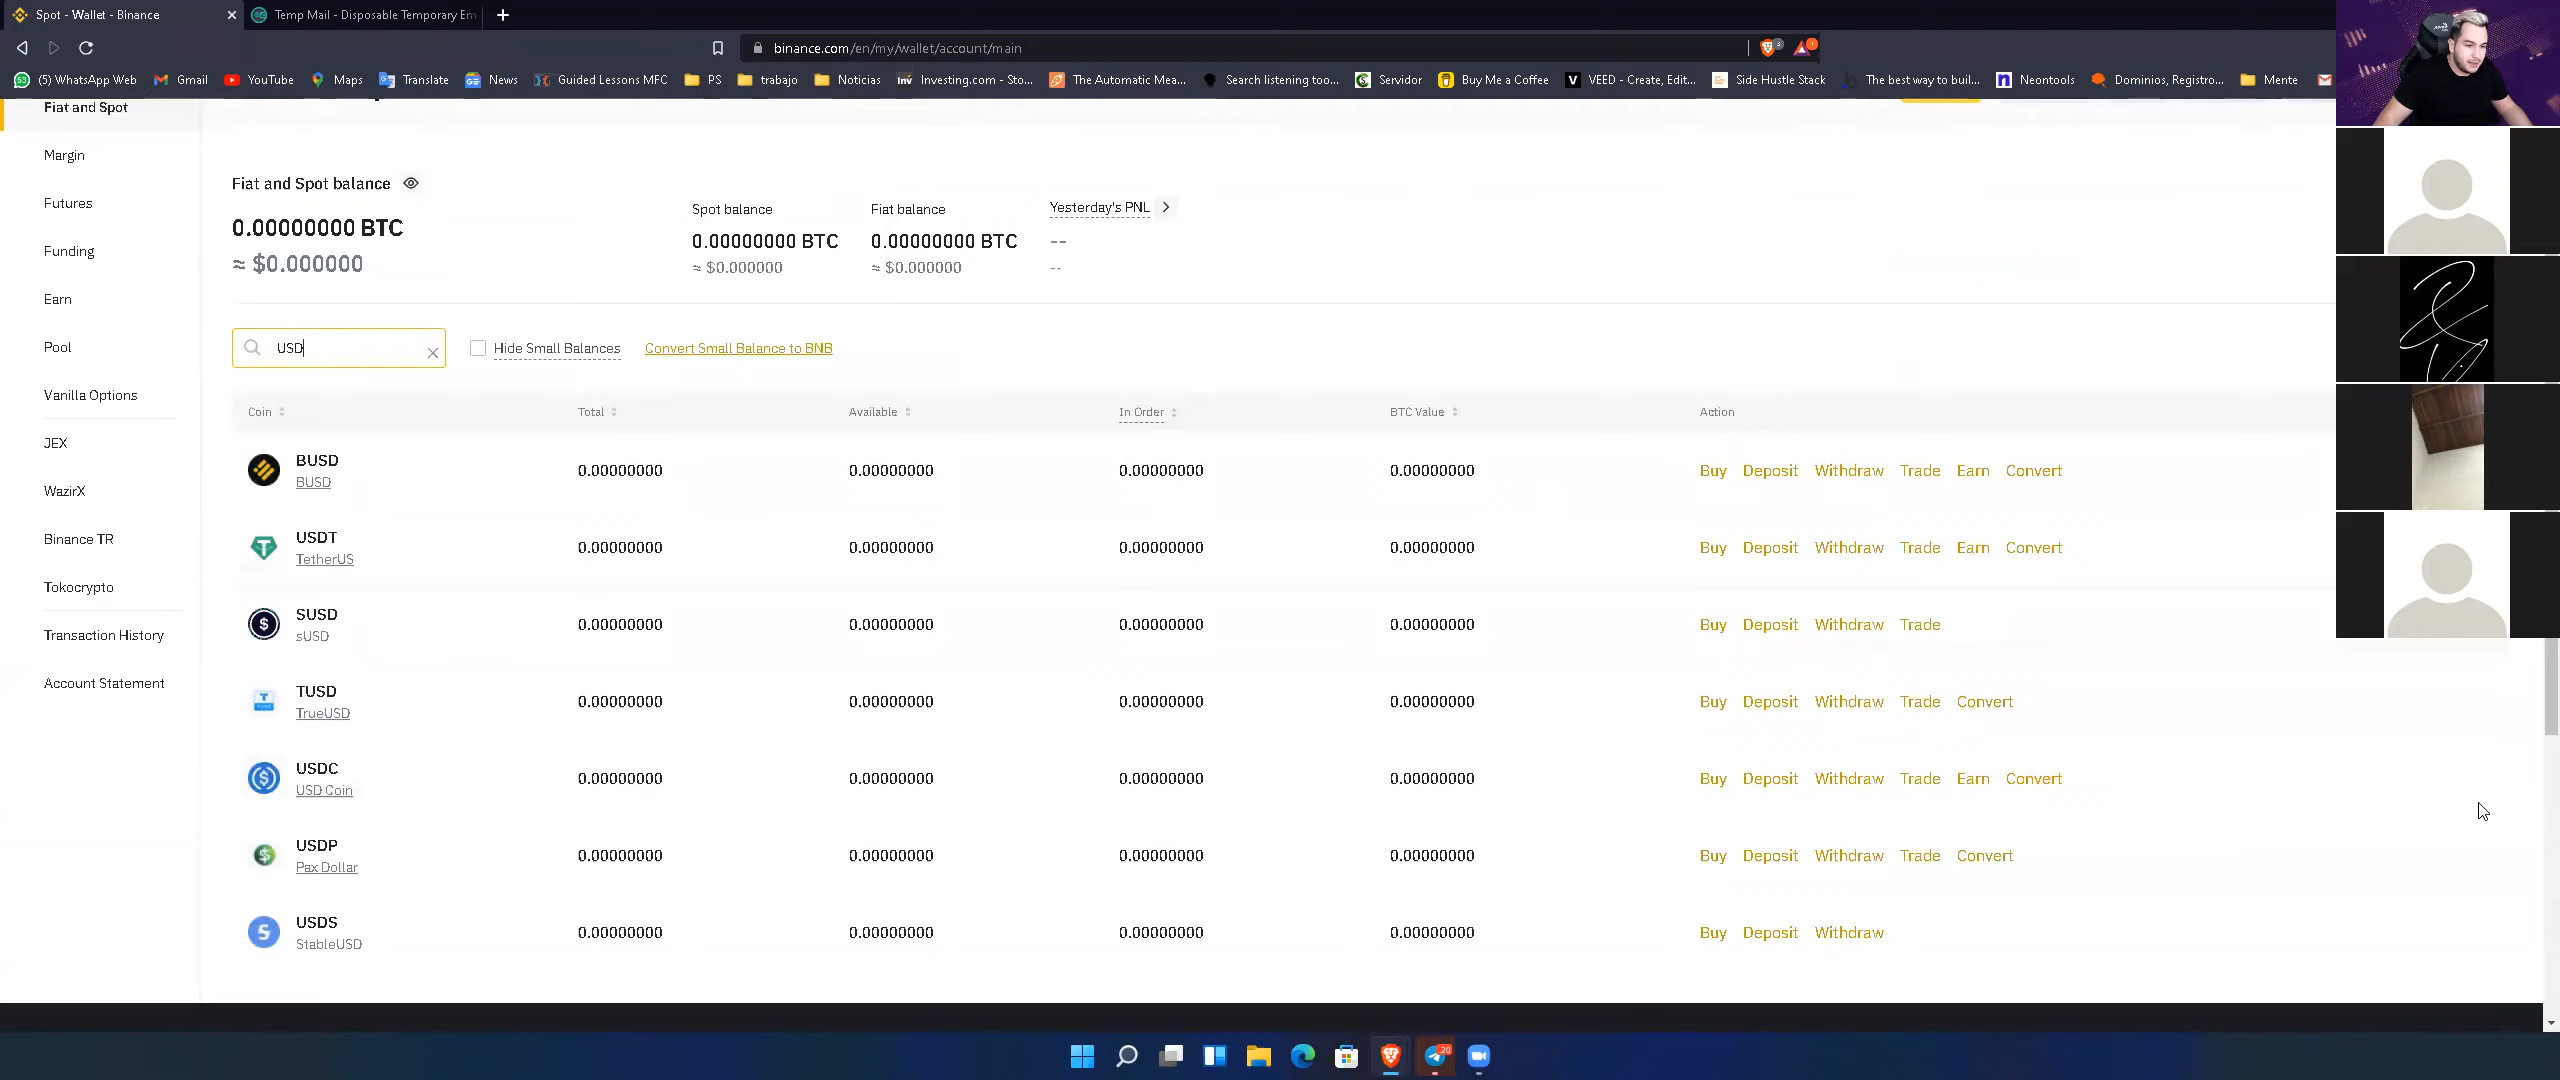 Spot - Wallet - Binance
Temp Mail - Disposable Temporary Em
binance.com/en/my/wallet/account/main
(5) WhatsApp Web Gmail YouTube Maps Translate News Guided Lessons MFC PS trabajo Noticias Investing.com - Sto... The Automatic Mea... Search listening too... Servidor Buy Me a Coffee VEED - Create, Edit... Side Hustle Stack The best way to buil... Neontools Dominios, Registro... Mente
Fiat and Spot
Margin
Futures
Funding
Earn
Pool
Vanilla Options
JEX
WazirX
Binance TR
Tokocrypto
Transaction History
Account Statement
Fiat and Spot balance
0.00000000 BTC
≈ $0.000000
Spot balance
0.00000000 BTC
≈ $0.000000
Fiat balance
0.00000000 BTC
≈ $0.000000
Yesterday's PNL
--
--
USD
Hide Small Balances
Convert Small Balance to BNB
Coin Total Available In Order BTC Value Action
BUSD
BUSD
0.00000000 0.00000000 0.00000000 0.00000000 Buy Deposit Withdraw Trade Earn Convert
USDT
TetherUS
0.00000000 0.00000000 0.00000000 0.00000000 Buy Deposit Withdraw Trade Earn Convert
SUSD
sUSD
0.00000000 0.00000000 0.00000000 0.00000000 Buy Deposit Withdraw Trade
TUSD
TrueUSD
0.00000000 0.00000000 0.00000000 0.00000000 Buy Deposit Withdraw Trade Convert
USDC
USD Coin
0.00000000 0.00000000 0.00000000 0.00000000 Buy Deposit Withdraw Trade Earn Convert
USDP
Pax Dollar
0.00000000 0.00000000 0.00000000 0.00000000 Buy Deposit Withdraw Trade Convert
USDS
StableUSD
0.00000000 0.00000000 0.00000000 0.00000000 Buy Deposit Withdraw
20